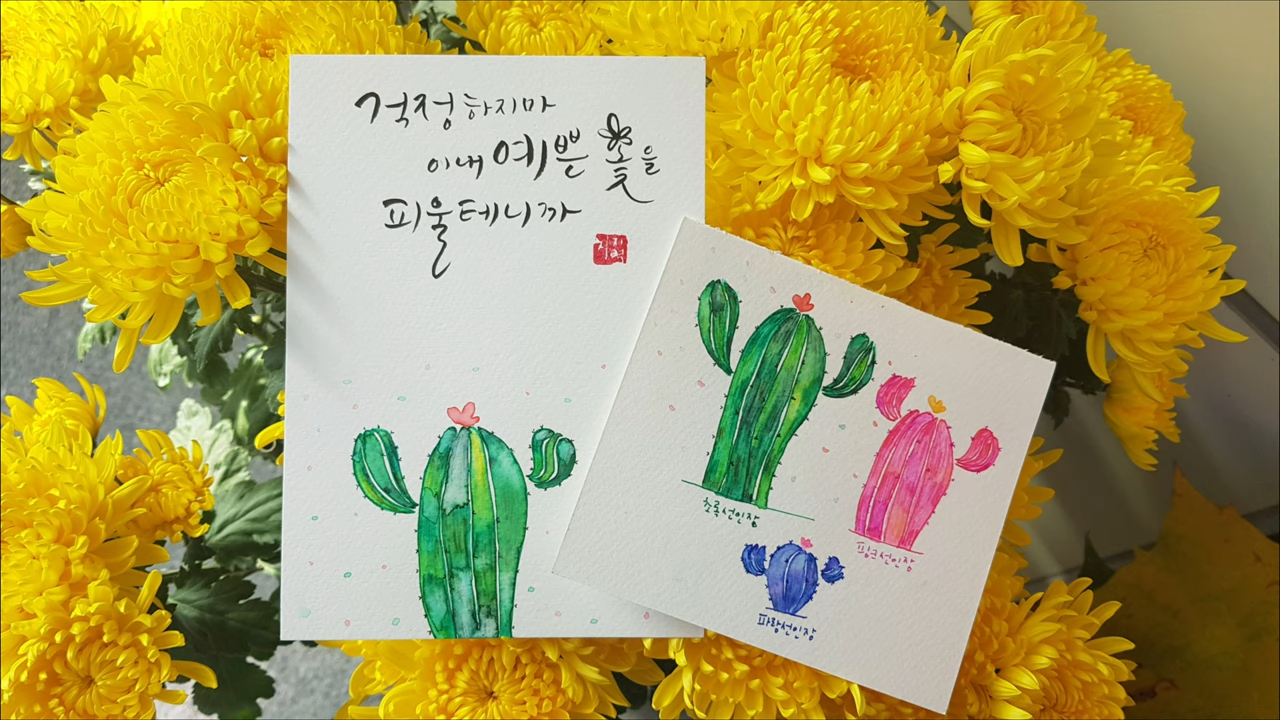 걱정하지마
이내 예쁜 꽃을
피울테니까
초록선인장
핑크선인장
파랑선인장